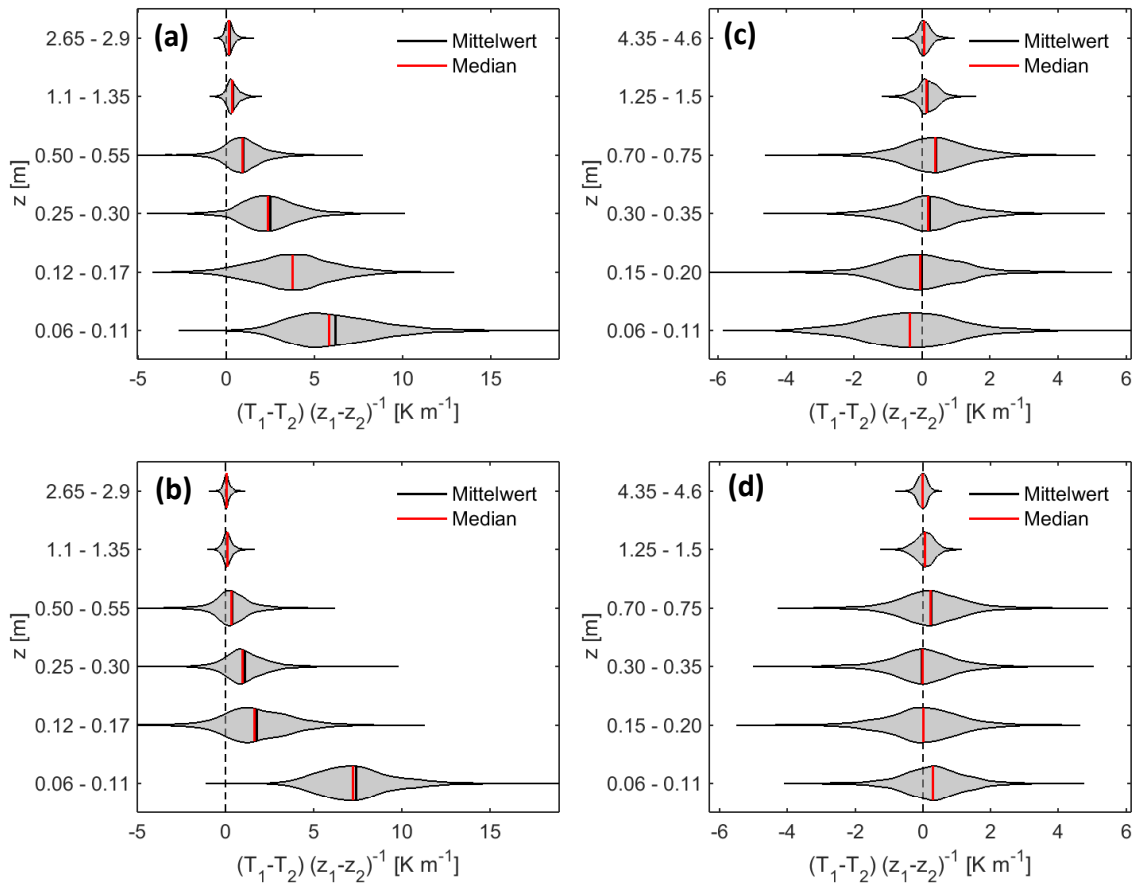 (a)
Mittelwert
Median
2.65 - 2.9
1.1 - 1.35
0.50 - 0.55
0.25 - 0.30
0.12 - 0.17
0.06 - 0.11
z [m]
-5 0 5 10 15
(T₁-T₂) (z₁-z₂)⁻¹ [K m⁻¹]
(c)
Mittelwert
Median
4.35 - 4.6
1.25 - 1.5
0.70 - 0.75
0.30 - 0.35
0.15 - 0.20
0.06 - 0.11
z [m]
-6 -4 -2 0 2 4 6
(T₁-T₂) (z₁-z₂)⁻¹ [K m⁻¹]
(b)
Mittelwert
Median
2.65 - 2.9
1.1 - 1.35
0.50 - 0.55
0.25 - 0.30
0.12 - 0.17
0.06 - 0.11
z [m]
-5 0 5 10 15
(T₁-T₂) (z₁-z₂)⁻¹ [K m⁻¹]
(d)
Mittelwert
Median
4.35 - 4.6
1.25 - 1.5
0.70 - 0.75
0.30 - 0.35
0.15 - 0.20
0.06 - 0.11
z [m]
-6 -4 -2 0 2 4 6
(T₁-T₂) (z₁-z₂)⁻¹ [K m⁻¹]